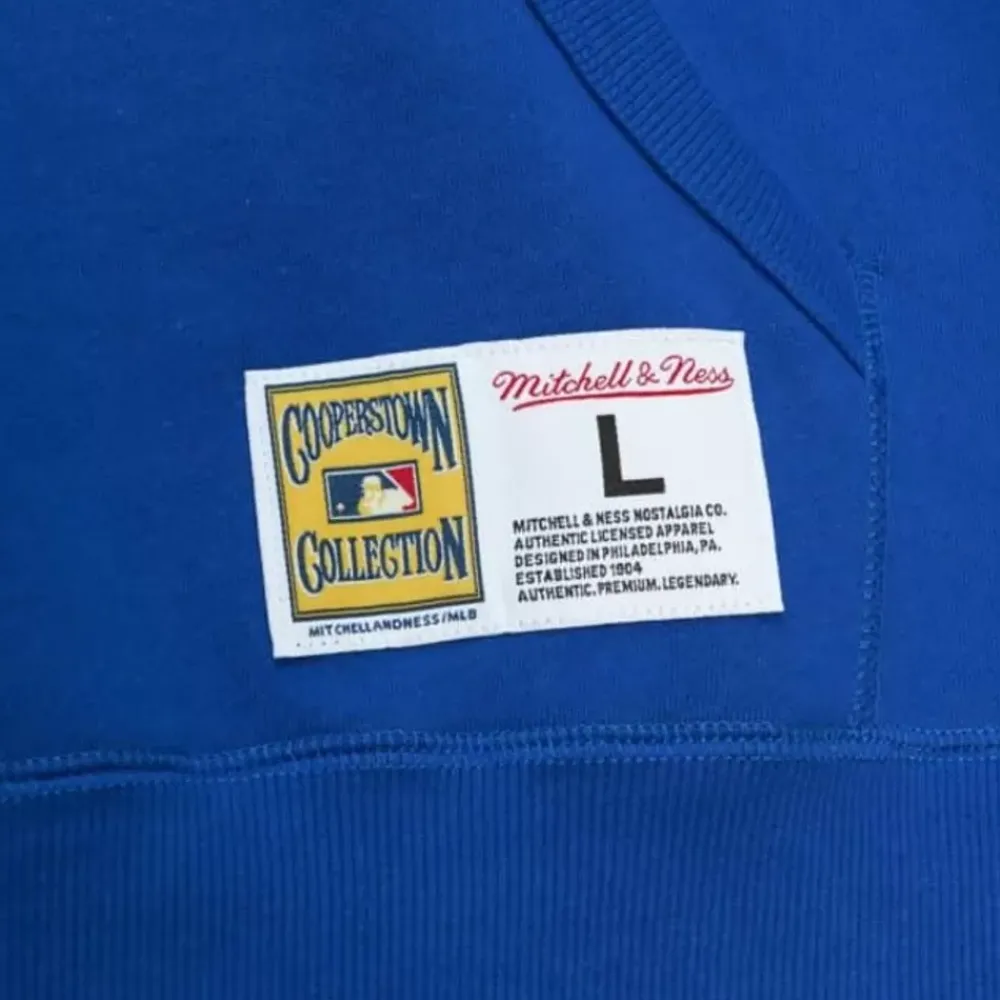 COOPERSTOWN
COLLECTION
MITCHELLANDNESS/MLB
Mitchell & Ness
L
MITCHELL & NESS NOSTALGIA CO.
AUTHENTIC LICENSED APPAREL
DESIGNED IN PHILADELPHIA, PA.
ESTABLISHED 1904
AUTHENTIC. PREMIUM. LEGENDARY.